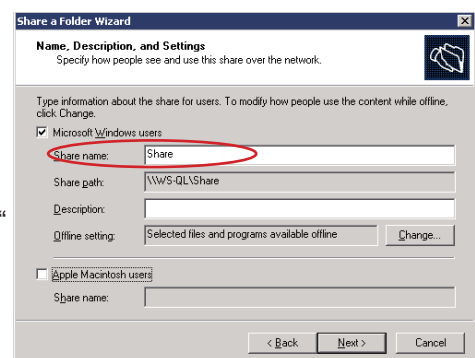 Share a Folder Wizard
Name, Description, and Settings
Specify how people see and use this share over the network.
Type information about the share for users. To modify how people use the content while offline,
click Change.
Microsoft Windows users
Share name: Share
Share path: \\WS-QL\Share
“
Description:
Offline setting: Selected files and programs available offline Change...
Apple Macintosh users
Share name:
< Back Next > Cancel